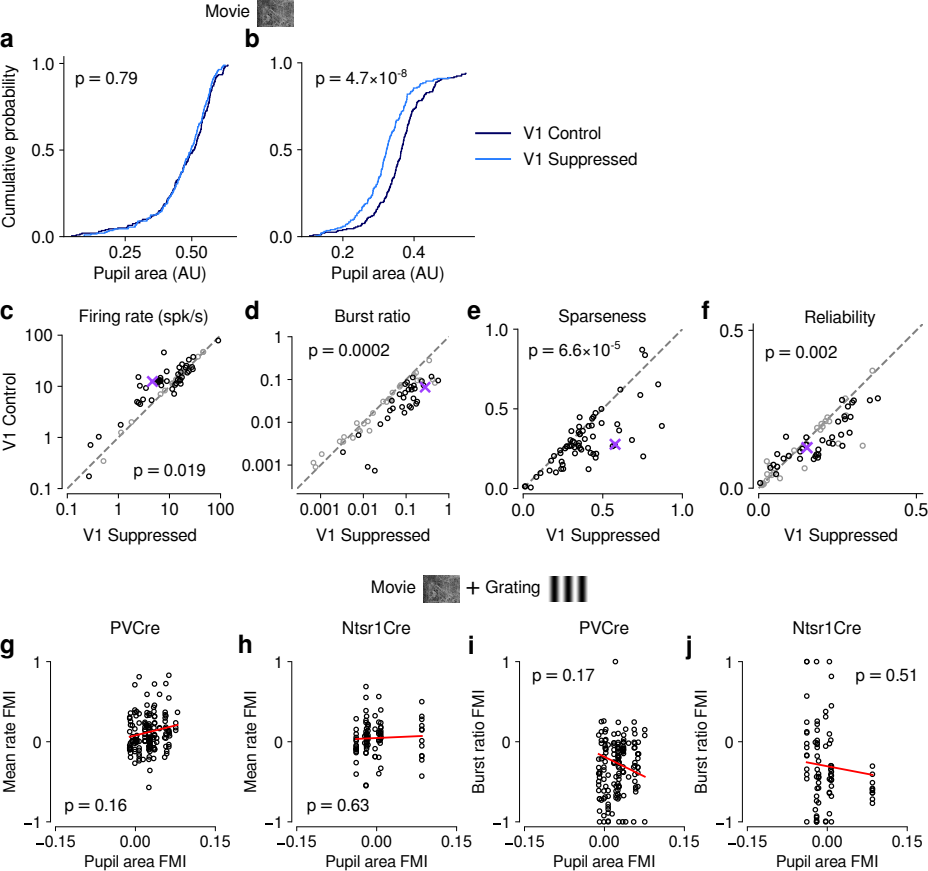 Movie
a
b
1.0
0.5
0.0
Cumulative probability
p = 0.79
0.25
0.50
Pupil area (AU)
1.0
0.5
0.0
p = 4.7×10-8
0.2
0.4
Pupil area (AU)
V1 Control
V1 Suppressed
c
Firing rate (spk/s)
100
10
1
0.1
V1 Control
p = 0.019
0.1
1
10
100
V1 Suppressed
d
Burst ratio
1
0.1
0.01
0.001
p = 0.0002
0.001
0.01
0.1
1
V1 Suppressed
e
Sparseness
1.0
0.5
0.0
p = 6.6×10-5
0.0
0.5
1.0
V1 Suppressed
f
Reliability
0.5
0.0
p = 0.002
0.0
0.5
V1 Suppressed
Movie + Grating
g
PVCre
1
0
−1
Mean rate FMI
p = 0.16
−0.15
0.00
0.15
Pupil area FMI
h
Ntsr1Cre
1
0
−1
Mean rate FMI
p = 0.63
−0.15
0.00
0.15
Pupil area FMI
i
PVCre
1
0
−1
Burst ratio FMI
p = 0.17
−0.15
0.00
0.15
Pupil area FMI
j
Ntsr1Cre
1
0
−1
Burst ratio FMI
p = 0.51
−0.15
0.00
0.15
Pupil area FMI